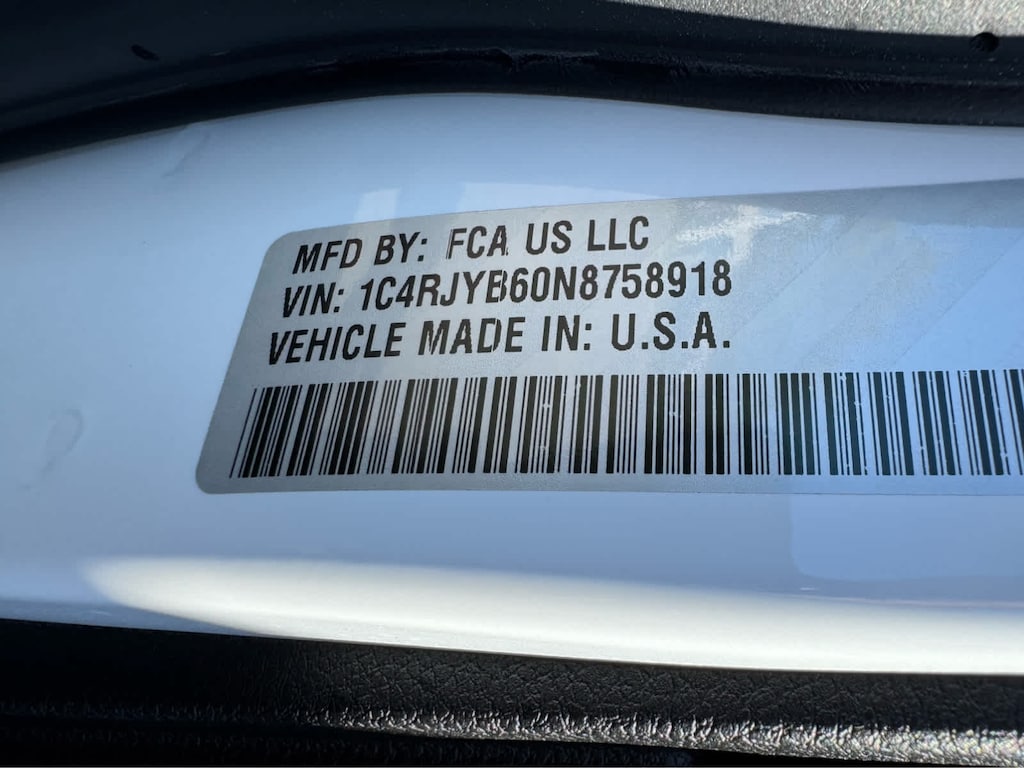 MFD BY: FCA US LLC
VIN: 1C4RJYB60N8758918
VEHICLE MADE IN: U.S.A.